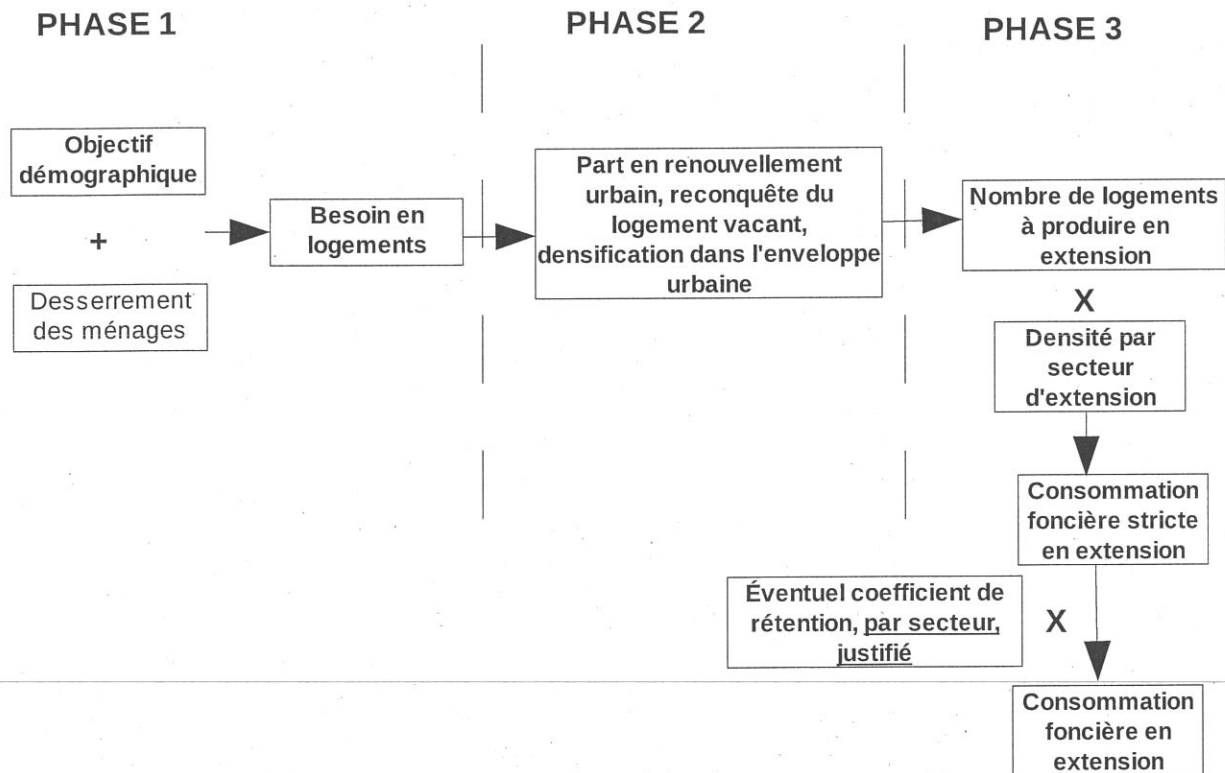 PHASE 1
PHASE 2
PHASE 3
Objectif
démographique
+
Desserrement
des ménages
Besoin en
logements
Part en renouvellement
urbain, reconquête du
logement vacant,
densification dans l'enveloppe
urbaine
Nombre de logements
à produire en
extension
X
Densité par
secteur
d'extension
Consommation
foncière stricte
en extension
Éventuel coefficient de
rétention, par secteur,
justifié
X
Consommation
foncière en
extension